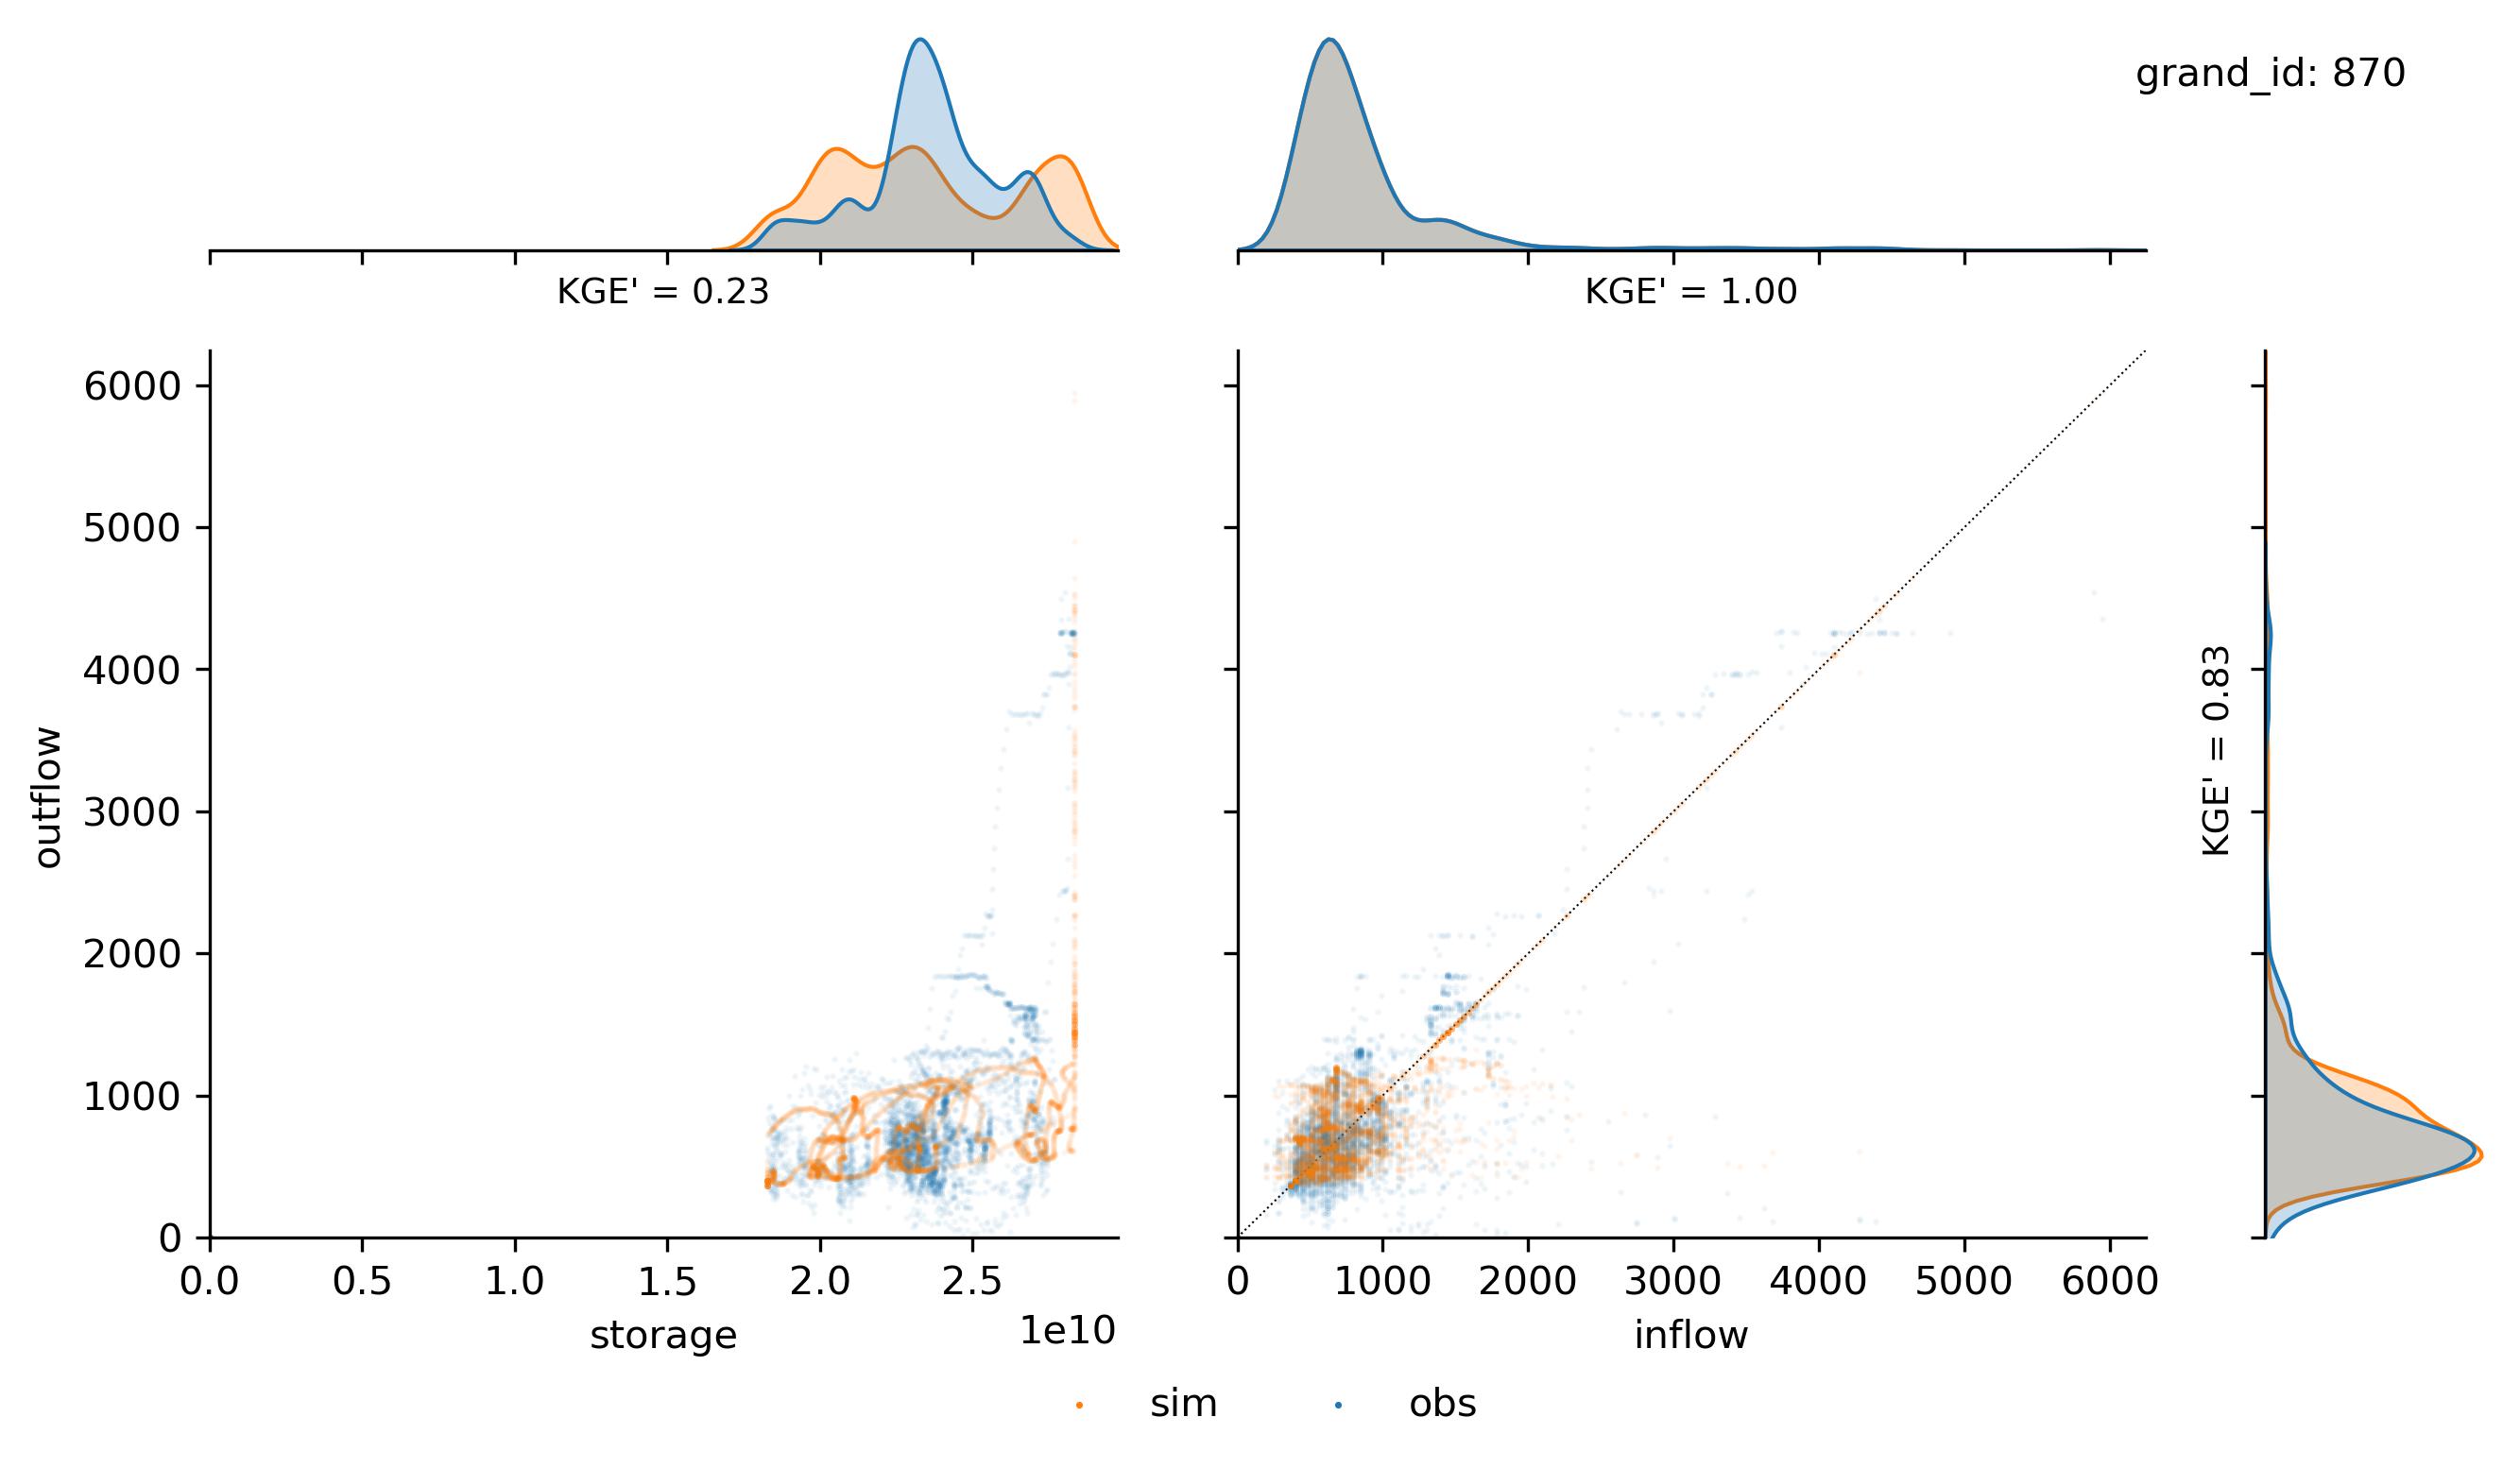 grand_id: 870
KGE' = 0.23
KGE' = 1.00
outflow
6000
5000
4000
3000
2000
1000
0
KGE' = 0.83
0.0 0.5 1.0 1.5 2.0 2.5
1e10
storage
0 1000 2000 3000 4000 5000 6000
inflow
sim obs